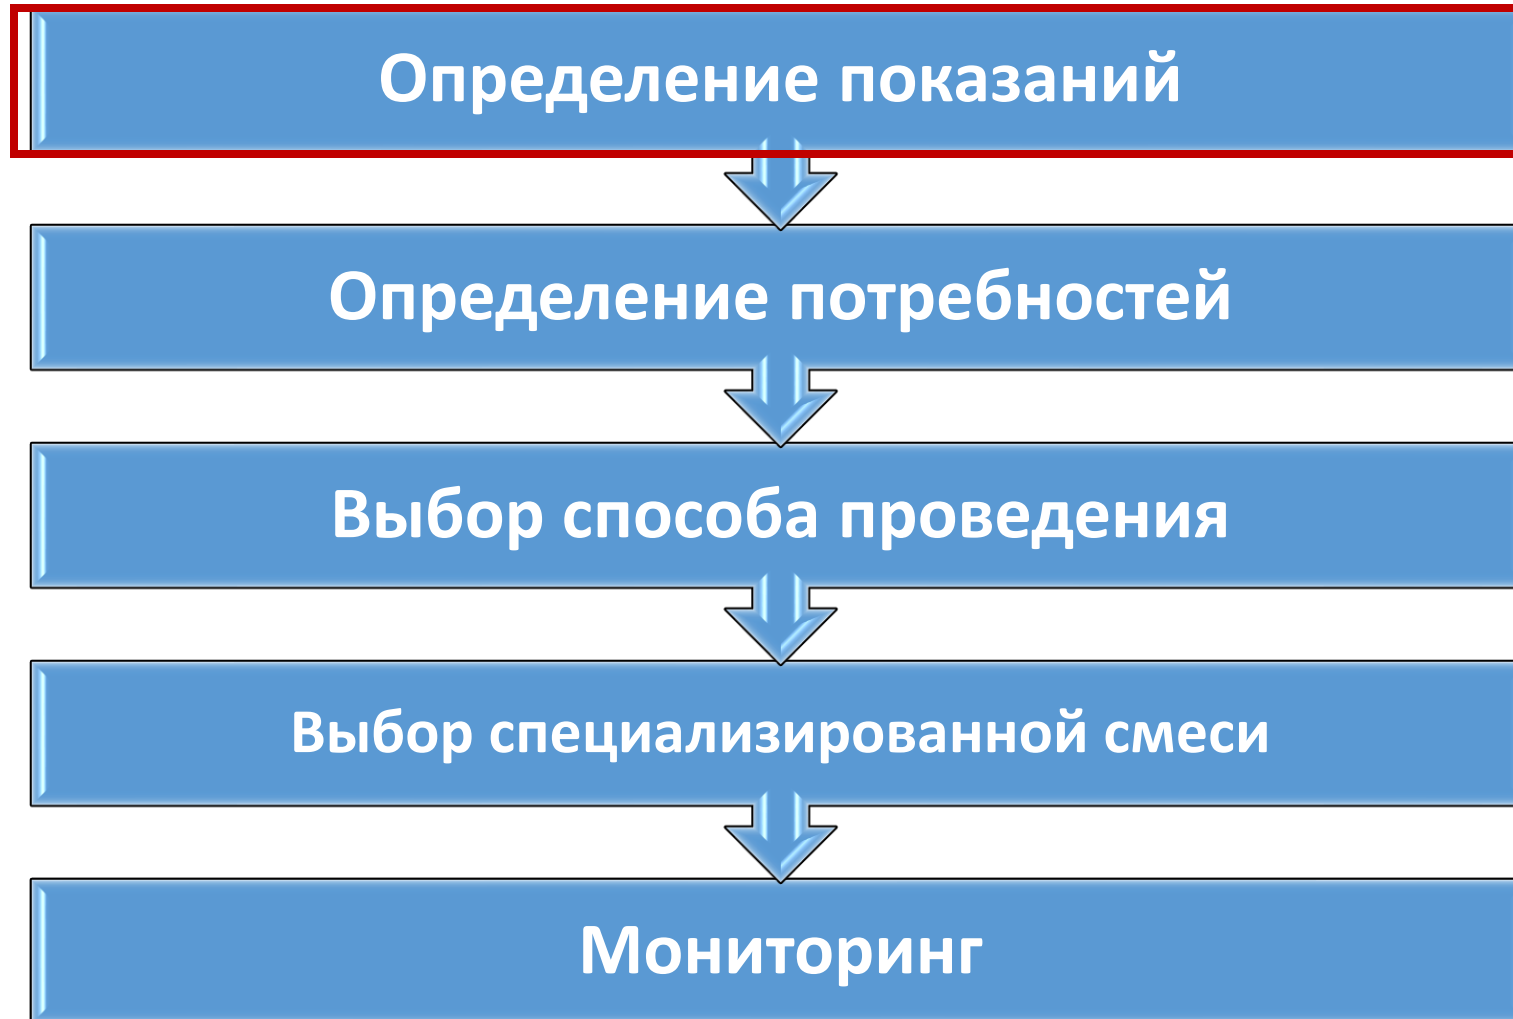 Определение показаний
Определение потребностей
Выбор способа проведения
Выбор специализированной смеси
Мониторинг